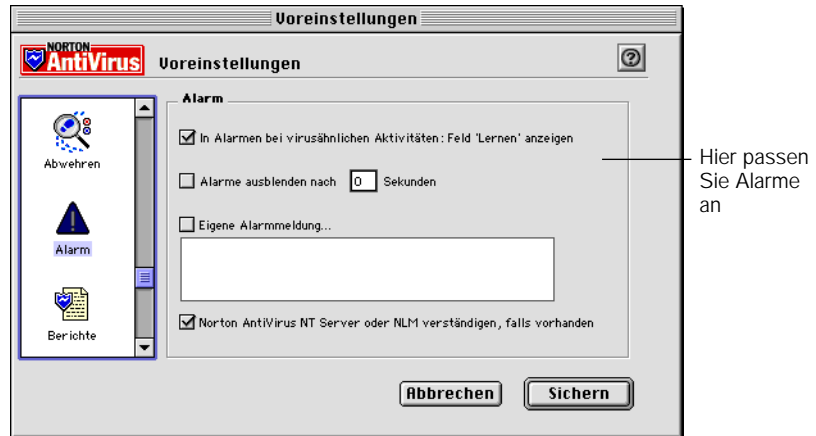 Voreinstellungen
NORTON
AntiVirus
Voreinstellungen
?
Abwehren
Alarm
Berichte
Alarm
In Alarmen bei virusähnlichen Aktivitäten: Feld 'Lernen' anzeigen
Alarme ausblenden nach 0 Sekunden
Eigene Alarmmeldung...
Norton AntiVirus NT Server oder NLM verständigen, falls vorhanden
Abbrechen
Sichern
Hier passen
Sie Alarme
an